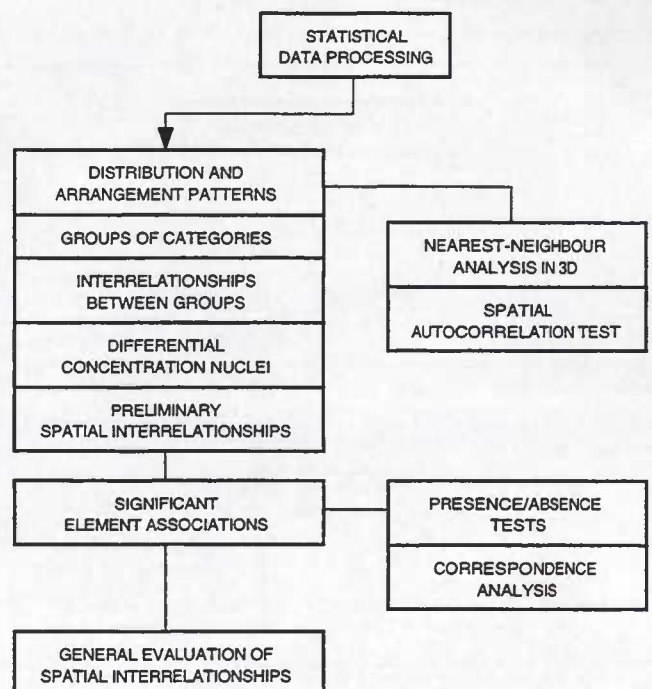 STATISTICAL
DATA PROCESSING
DISTRIBUTION AND
ARRANGEMENT PATTERNS
GROUPS OF CATEGORIES
INTERRELATIONSHIPS
BETWEEN GROUPS
DIFFERENTIAL
CONCENTRATION NUCLEI
PRELIMINARY
SPATIAL INTERRELATIONSHIPS
NEAREST-NEIGHBOUR
ANALYSIS IN 3D
SPATIAL
AUTOCORRELATION TEST
SIGNIFICANT
ELEMENT ASSOCIATIONS
PRESENCE/ABSENCE
TESTS
CORRESPONDENCE
ANALYSIS
GENERAL EVALUATION OF
SPATIAL INTERRELATIONSHIPS